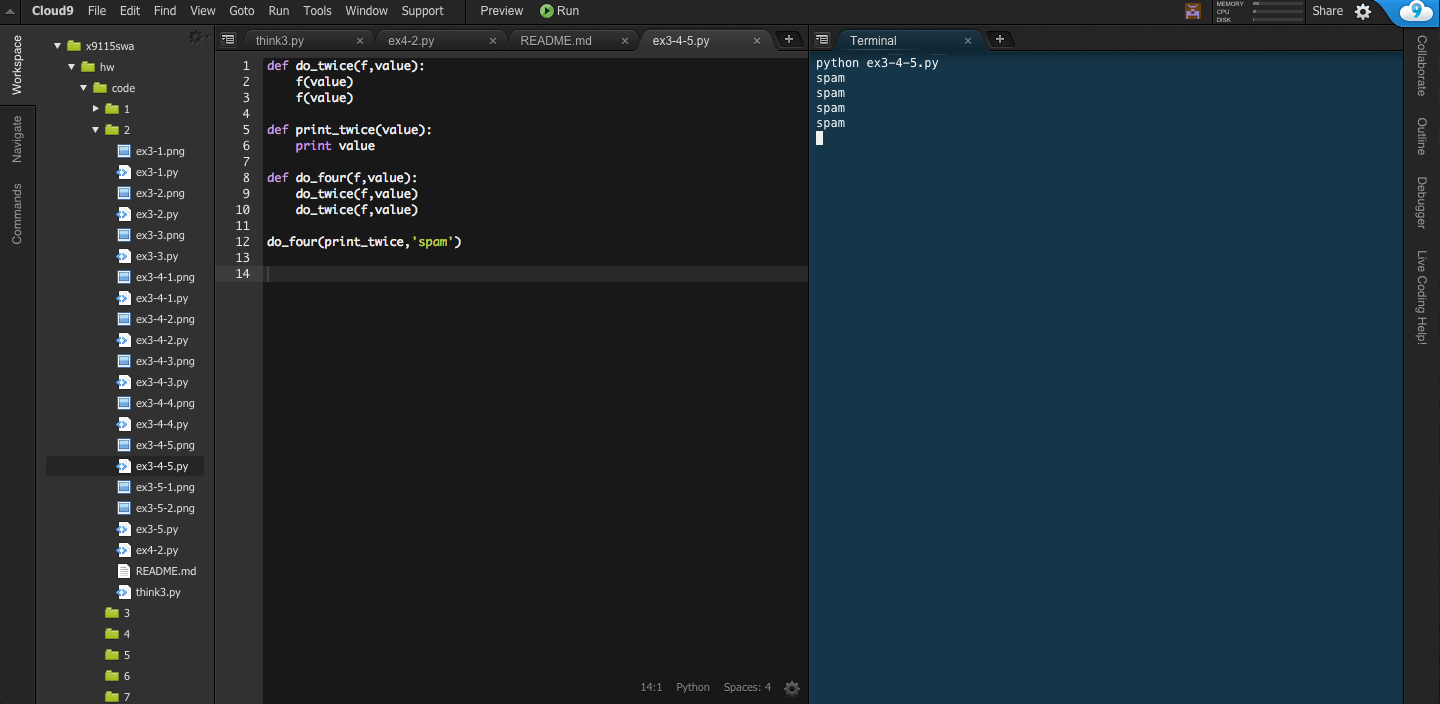 Cloud9 File Edit Find View Goto Run Tools Window Support Preview Run MEMORY CPU DISK Share 9
Workspace
Navigate
Commands
x9115swa
hw
code
1
2
ex3-1.png
ex3-1.py
ex3-2.png
ex3-2.py
ex3-3.png
ex3-3.py
ex3-4-1.png
ex3-4-1.py
ex3-4-2.png
ex3-4-2.py
ex3-4-3.png
ex3-4-3.py
ex3-4-4.png
ex3-4-4.py
ex3-4-5.png
ex3-4-5.py
ex3-5-1.png
ex3-5-2.png
ex3-5.py
ex4-2.py
README.md
think3.py
3
4
5
6
7
think3.py ex4-2.py README.md ex3-4-5.py
1 def do_twice(f,value):
2     f(value)
3     f(value)
4
5 def print_twice(value):
6     print value
7
8 def do_four(f,value):
9     do_twice(f,value)
10     do_twice(f,value)
11
12 do_four(print_twice,'spam')
13
14
14:1 Python Spaces: 4
Terminal
python ex3-4-5.py
spam
spam
spam
spam
Collaborate
Outline
Debugger
Live Coding Help!